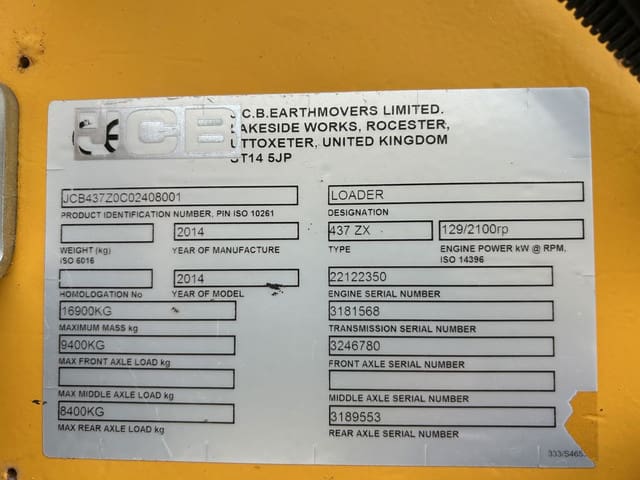 JCB
CE
J.C.B.EARTHMOVERS LIMITED.
LAKESIDE WORKS, ROCESTER,
UTTOXETER, UNITED KINGDOM
ST14 5JP
JCB437Z0C02408001
PRODUCT IDENTIFICATION NUMBER, PIN ISO 10261
LOADER
DESIGNATION
WEIGHT (kg)
ISO 6016
2014
YEAR OF MANUFACTURE
437 ZX
TYPE
129/2100rp
ENGINE POWER kW @ RPM,
ISO 14396
HOMOLOGATION No
2014
YEAR OF MODEL
22122350
ENGINE SERIAL NUMBER
16900KG
MAXIMUM MASS kg
3181568
TRANSMISSION SERIAL NUMBER
9400KG
MAX FRONT AXLE LOAD kg
3246780
FRONT AXLE SERIAL NUMBER
MAX MIDDLE AXLE LOAD kg
MIDDLE AXLE SERIAL NUMBER
8400KG
MAX REAR AXLE LOAD kg
3189553
REAR AXLE SERIAL NUMBER